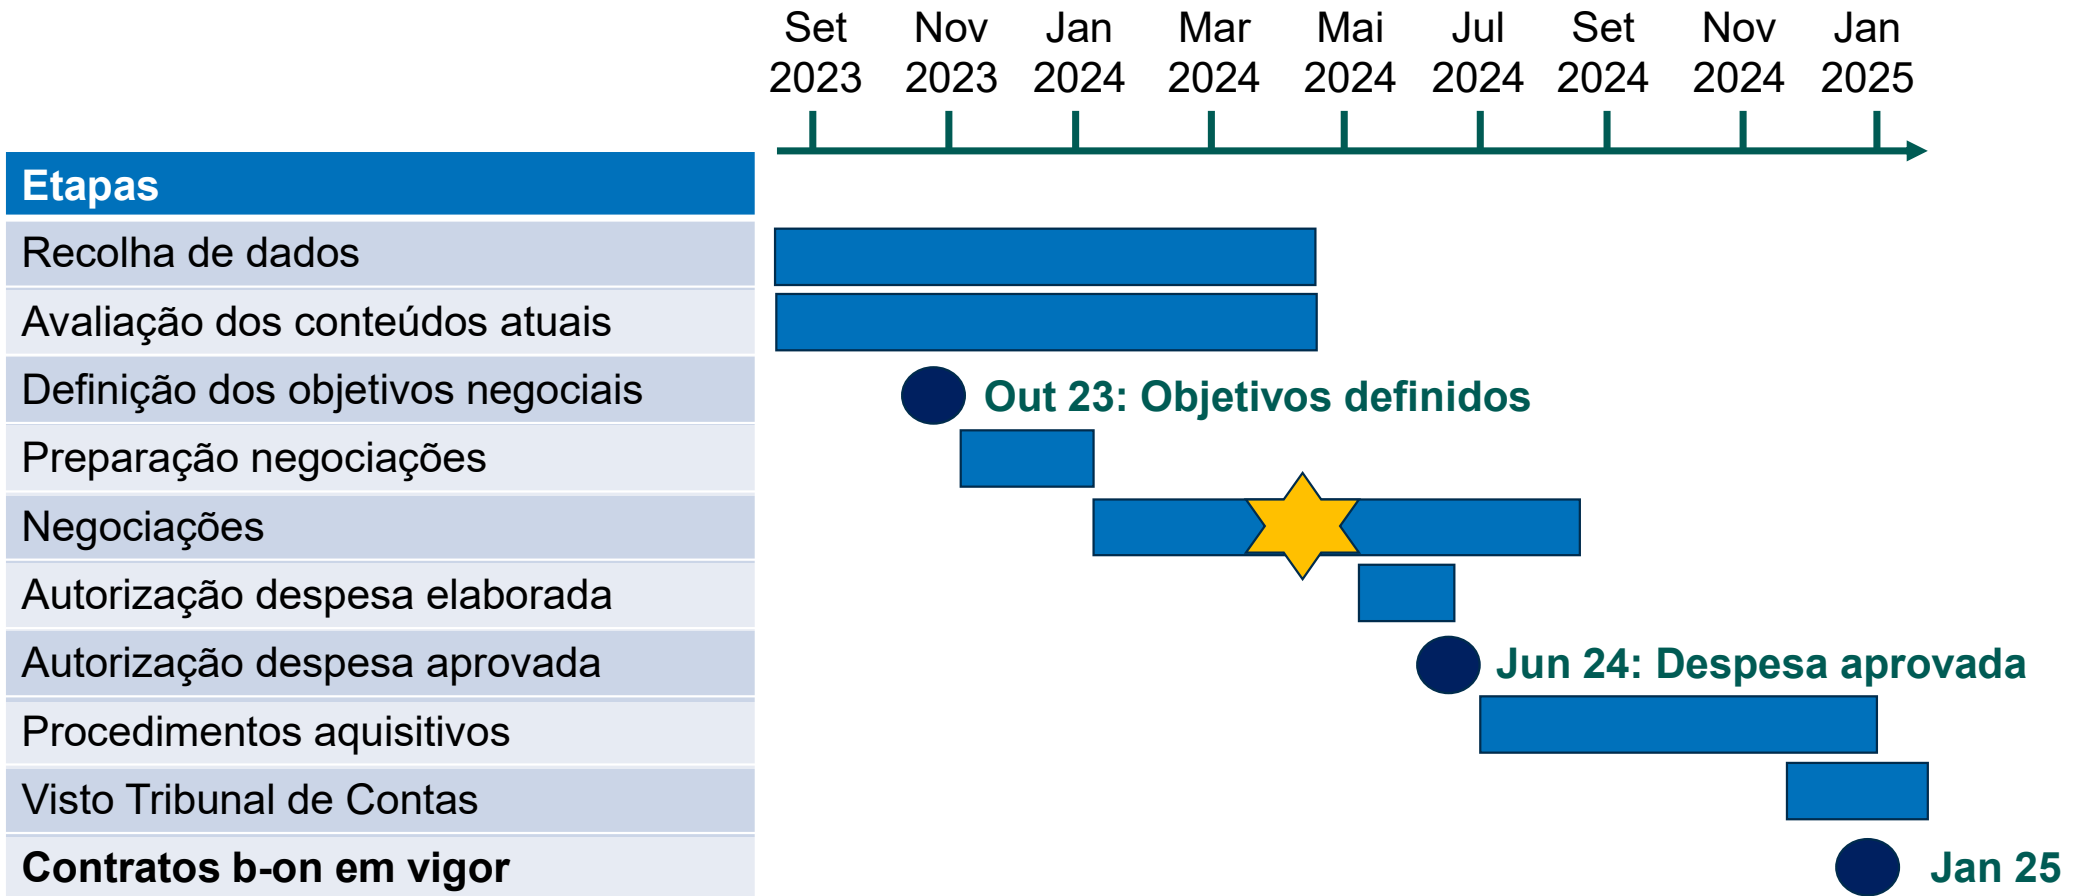 Set Nov Jan Mar Mai Jul Set Nov Jan
2023 2023 2024 2024 2024 2024 2024 2024 2025
Etapas
Recolha de dados
Avaliação dos conteúdos atuais
Definição dos objetivos negociais
Out 23: Objetivos definidos
Preparação negociações
Negociações
Autorização despesa elaborada
Autorização despesa aprovada
Jun 24: Despesa aprovada
Procedimentos aquisitivos
Visto Tribunal de Contas
Contratos b-on em vigor
Jan 25